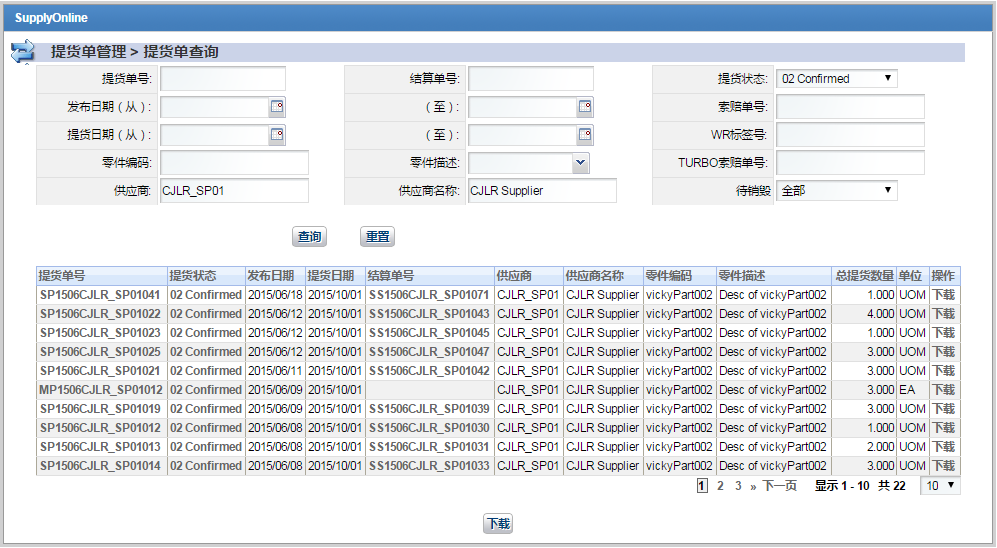 SupplyOnline
提货单管理 > 提货单查询
提货单号: 结算单号: 提货状态: 02 Confirmed
发布日期（从）: （至）: 索赔单号:
提货日期（从）: （至）: WR标签号:
零件编码: 零件描述: TURBO索赔单号:
供应商: CJLR_SP01 供应商名称: CJLR Supplier 待销毁 全部
查询 重置
提货单号 提货状态 发布日期 提货日期 结算单号 供应商 供应商名称 零件编码 零件描述 总提货数量 单位 操作
SP1506CJLR_SP01041 02 Confirmed 2015/06/18 2015/10/01 SS1506CJLR_SP01071 CJLR_SP01 CJLR Supplier vickyPart002 Desc of vickyPart002 1.000 UOM 下载
SP1506CJLR_SP01022 02 Confirmed 2015/06/12 2015/10/01 SS1506CJLR_SP01043 CJLR_SP01 CJLR Supplier vickyPart002 Desc of vickyPart002 4.000 UOM 下载
SP1506CJLR_SP01023 02 Confirmed 2015/06/12 2015/10/01 SS1506CJLR_SP01045 CJLR_SP01 CJLR Supplier vickyPart002 Desc of vickyPart002 1.000 UOM 下载
SP1506CJLR_SP01025 02 Confirmed 2015/06/12 2015/10/01 SS1506CJLR_SP01047 CJLR_SP01 CJLR Supplier vickyPart002 Desc of vickyPart002 3.000 UOM 下载
SP1506CJLR_SP01021 02 Confirmed 2015/06/11 2015/10/01 SS1506CJLR_SP01042 CJLR_SP01 CJLR Supplier vickyPart002 Desc of vickyPart002 3.000 UOM 下载
MP1506CJLR_SP01012 02 Confirmed 2015/06/09 2015/10/01 CJLR_SP01 CJLR Supplier vickyPart002 Desc of vickyPart002 3.000 EA 下载
SP1506CJLR_SP01019 02 Confirmed 2015/06/09 2015/10/01 SS1506CJLR_SP01039 CJLR_SP01 CJLR Supplier vickyPart002 Desc of vickyPart002 3.000 UOM 下载
SP1506CJLR_SP01012 02 Confirmed 2015/06/08 2015/10/01 SS1506CJLR_SP01030 CJLR_SP01 CJLR Supplier vickyPart002 Desc of vickyPart002 1.000 UOM 下载
SP1506CJLR_SP01013 02 Confirmed 2015/06/08 2015/10/01 SS1506CJLR_SP01031 CJLR_SP01 CJLR Supplier vickyPart002 Desc of vickyPart002 2.000 UOM 下载
SP1506CJLR_SP01014 02 Confirmed 2015/06/08 2015/10/01 SS1506CJLR_SP01033 CJLR_SP01 CJLR Supplier vickyPart002 Desc of vickyPart002 3.000 UOM 下载
1 2 3 » 下一页 显示 1 - 10 共 22 10
下载